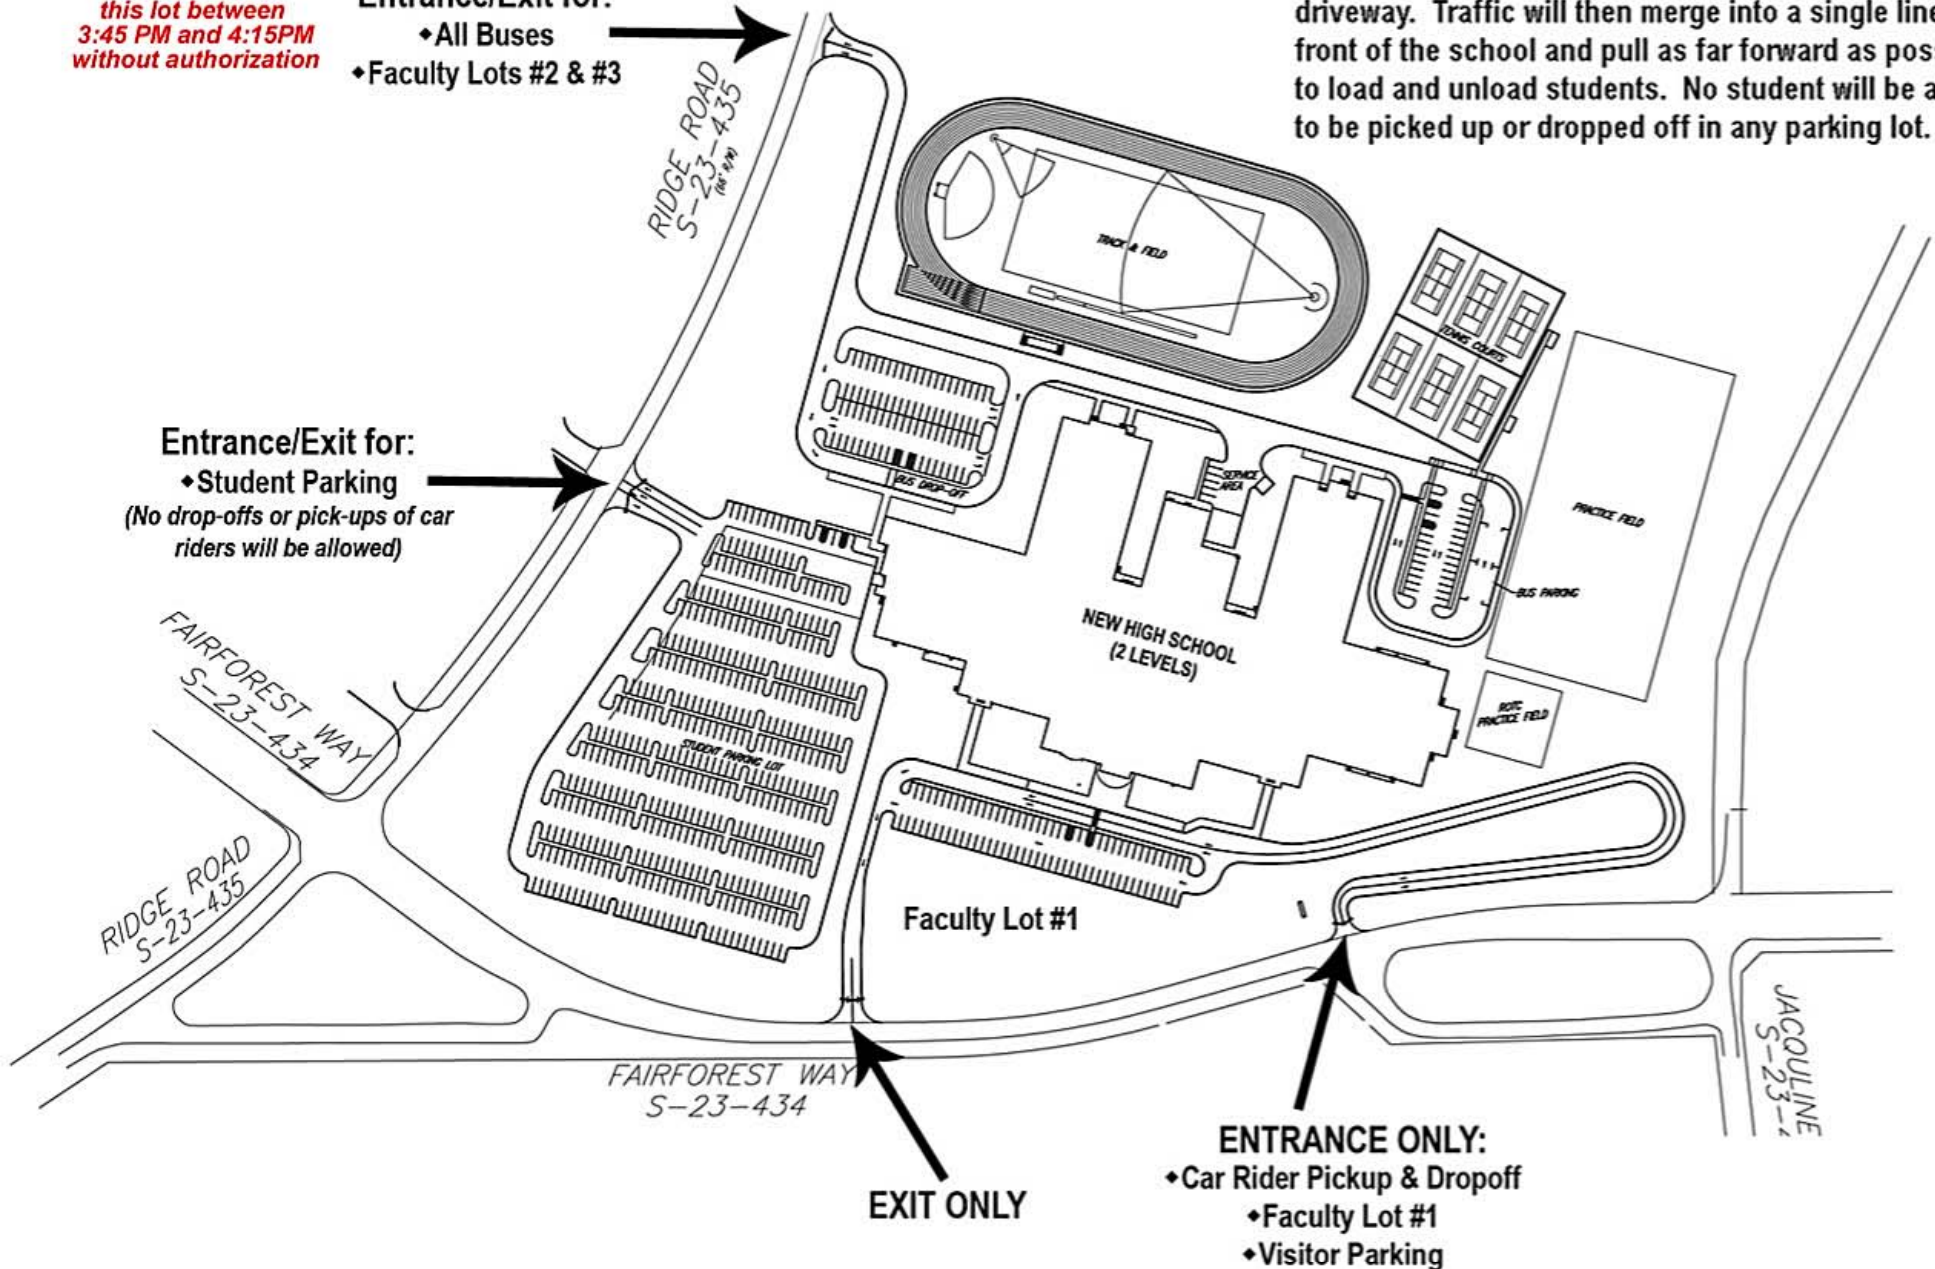 this lot between
3:45 PM and 4:15PM
without authorization
Entrance/Exit for:
◆All Buses
◆Faculty Lots #2 & #3
driveway. Traffic will then merge into a single line
front of the school and pull as far forward as pos
to load and unload students. No student will be a
to be picked up or dropped off in any parking lot.
RIDGE ROAD
S-23-435
(66' R/W)
TRACK & FIELD
TENNIS COURTS
Entrance/Exit for:
◆Student Parking
(No drop-offs or pick-ups of car
riders will be allowed)
BUS DROP-OFF
SERVICE
AREA
PRACTICE FIELD
BUS PARKING
NEW HIGH SCHOOL
(2 LEVELS)
FAIRFOREST WAY
S-23-434
ROTC
PRACTICE FIELD
STUDENT PARKING LOT
RIDGE ROAD
S-23-435
Faculty Lot #1
JACQULINE
S-23-
FAIRFOREST WAY
S-23-434
EXIT ONLY
ENTRANCE ONLY:
◆Car Rider Pickup & Dropoff
◆Faculty Lot #1
◆Visitor Parking